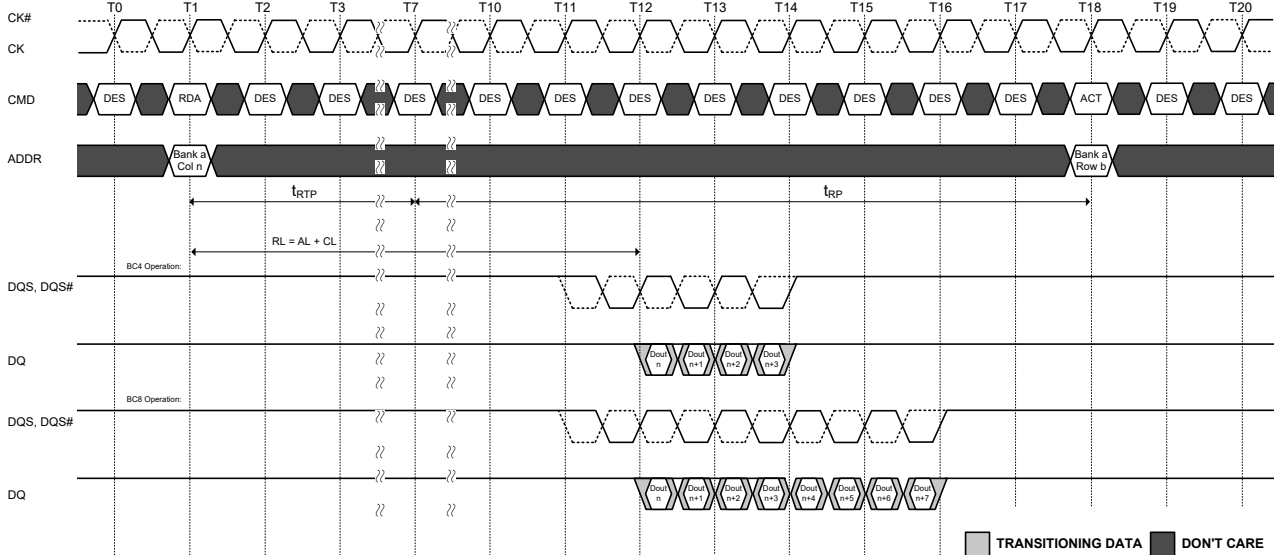 T0 T1 T2 T3 T7 T10 T11 T12 T13 T14 T15 T16 T17 T18 T19 T20
CK#
CK
CMD DES RDA DES DES DES DES DES DES DES DES DES DES DES ACT DES DES
ADDR
Bank a
Col n
Bank a
Row b
tRTP tRP
RL = AL + CL
BC4 Operation:
DQS, DQS#
DQ
Dout
n
Dout
n+1
Dout
n+2
Dout
n+3
BC8 Operation:
DQS, DQS#
DQ
Dout
n
Dout
n+1
Dout
n+2
Dout
n+3
Dout
n+4
Dout
n+5
Dout
n+6
Dout
n+7
TRANSITIONING DATA DON'T CARE